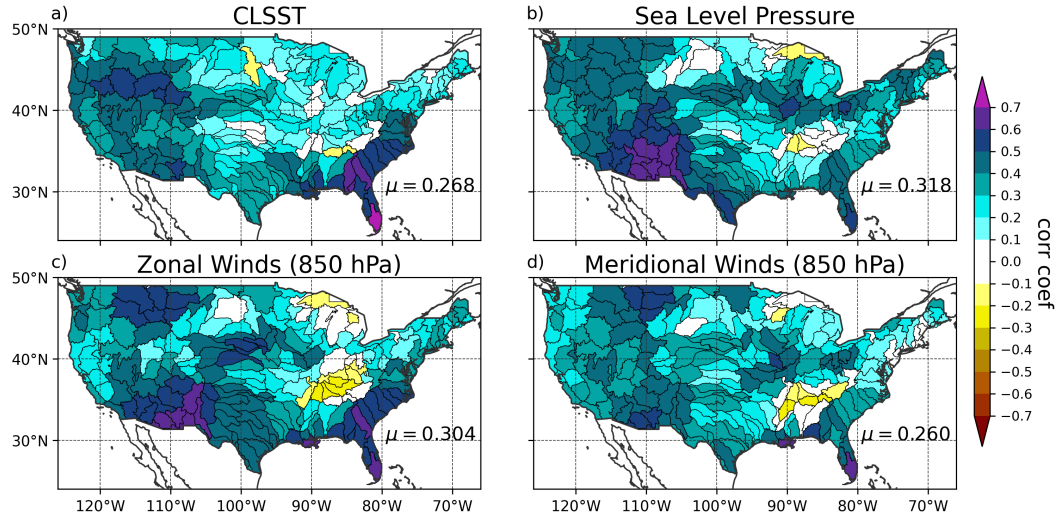 a) CLSST
b) Sea Level Pressure
50°N
40°N
30°N
μ = 0.268
μ = 0.318
c) Zonal Winds (850 hPa)
d) Meridional Winds (850 hPa)
50°N
40°N
30°N
μ = 0.304
μ = 0.260
120°W 110°W 100°W 90°W 80°W 70°W
120°W 110°W 100°W 90°W 80°W 70°W
0.7
0.6
0.5
0.4
0.3
0.2
0.1
0.0
−0.1
−0.2
−0.3
−0.4
−0.5
−0.6
−0.7
corr coef